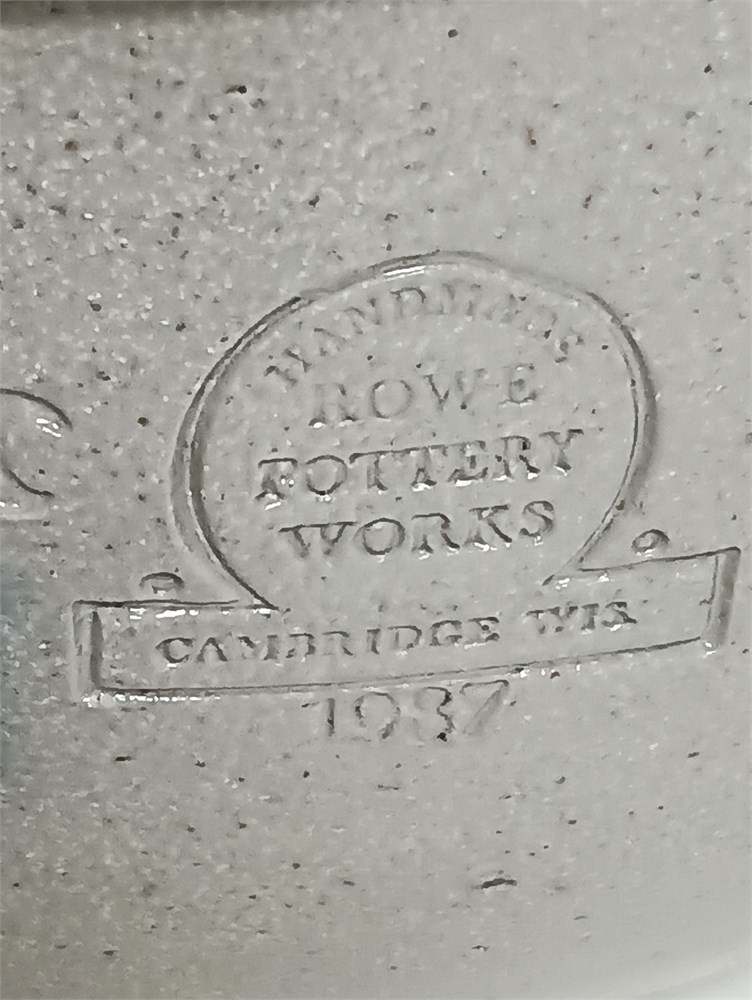 HANDMADE
ROWE
POTTERY
WORKS
CAMBRIDGE WIS
1987